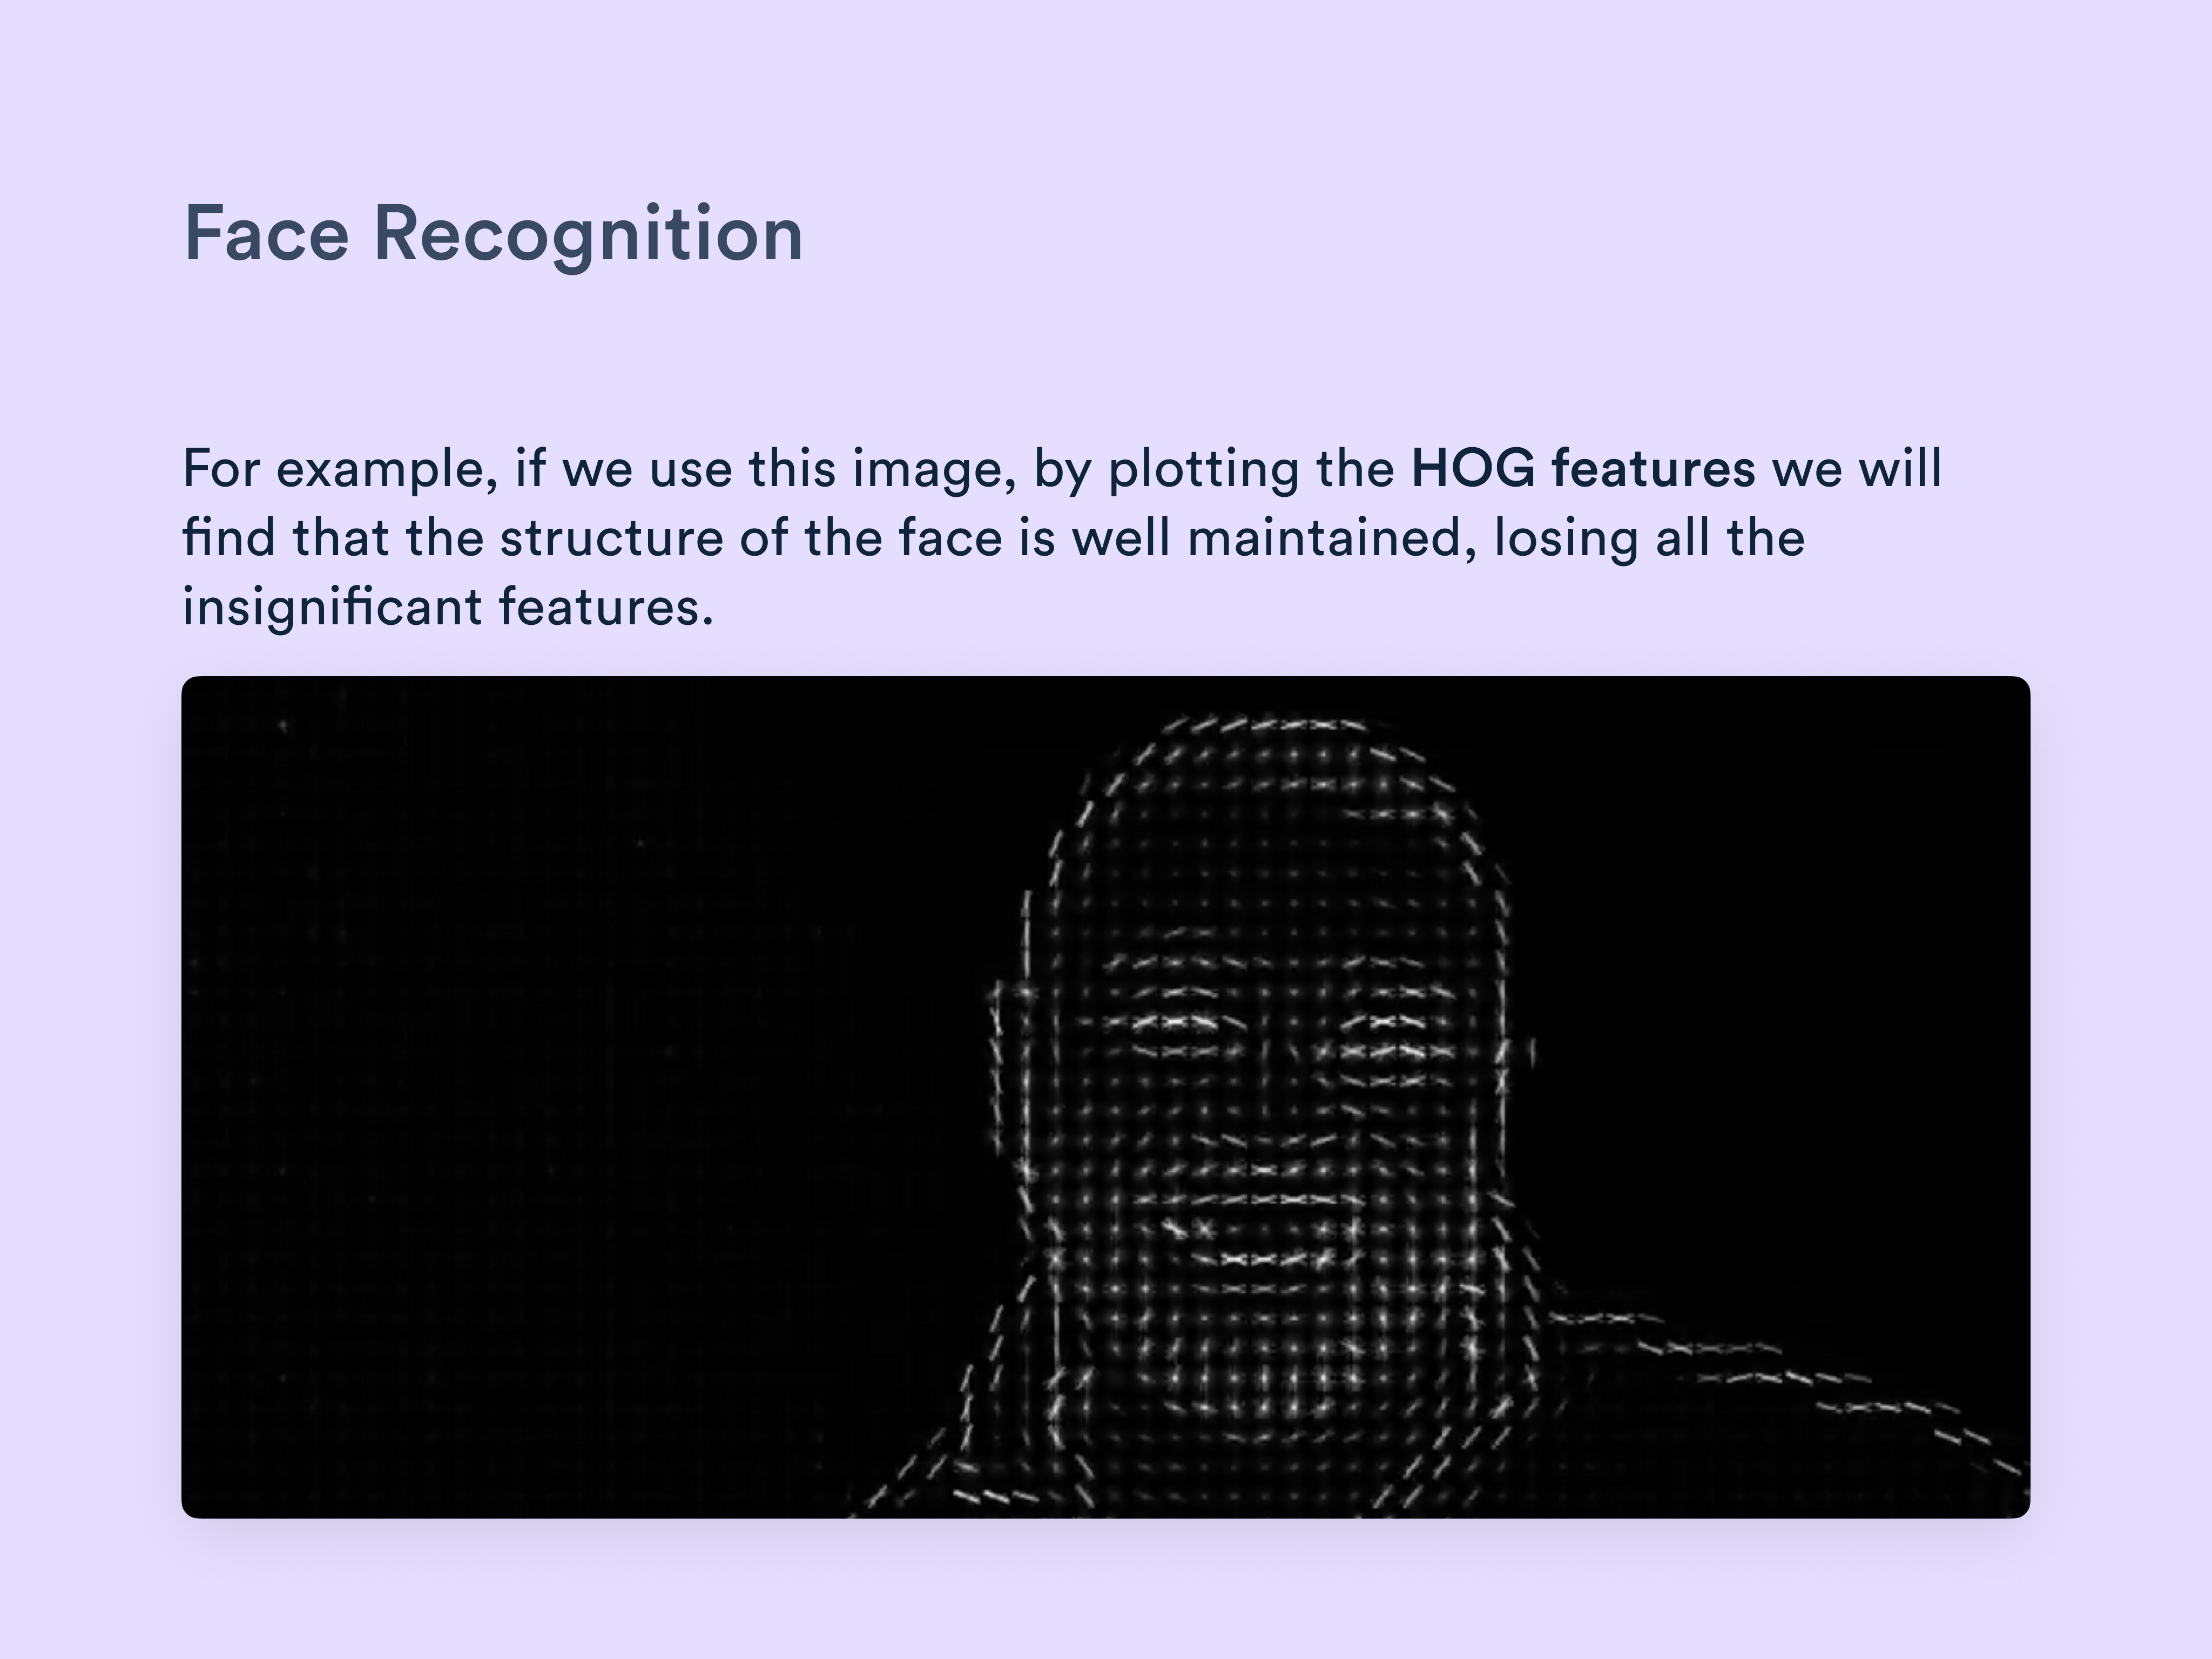 Face Recognition
For example, if we use this image, by plotting the HOG features we will
find that the structure of the face is well maintained, losing all the
insignificant features.